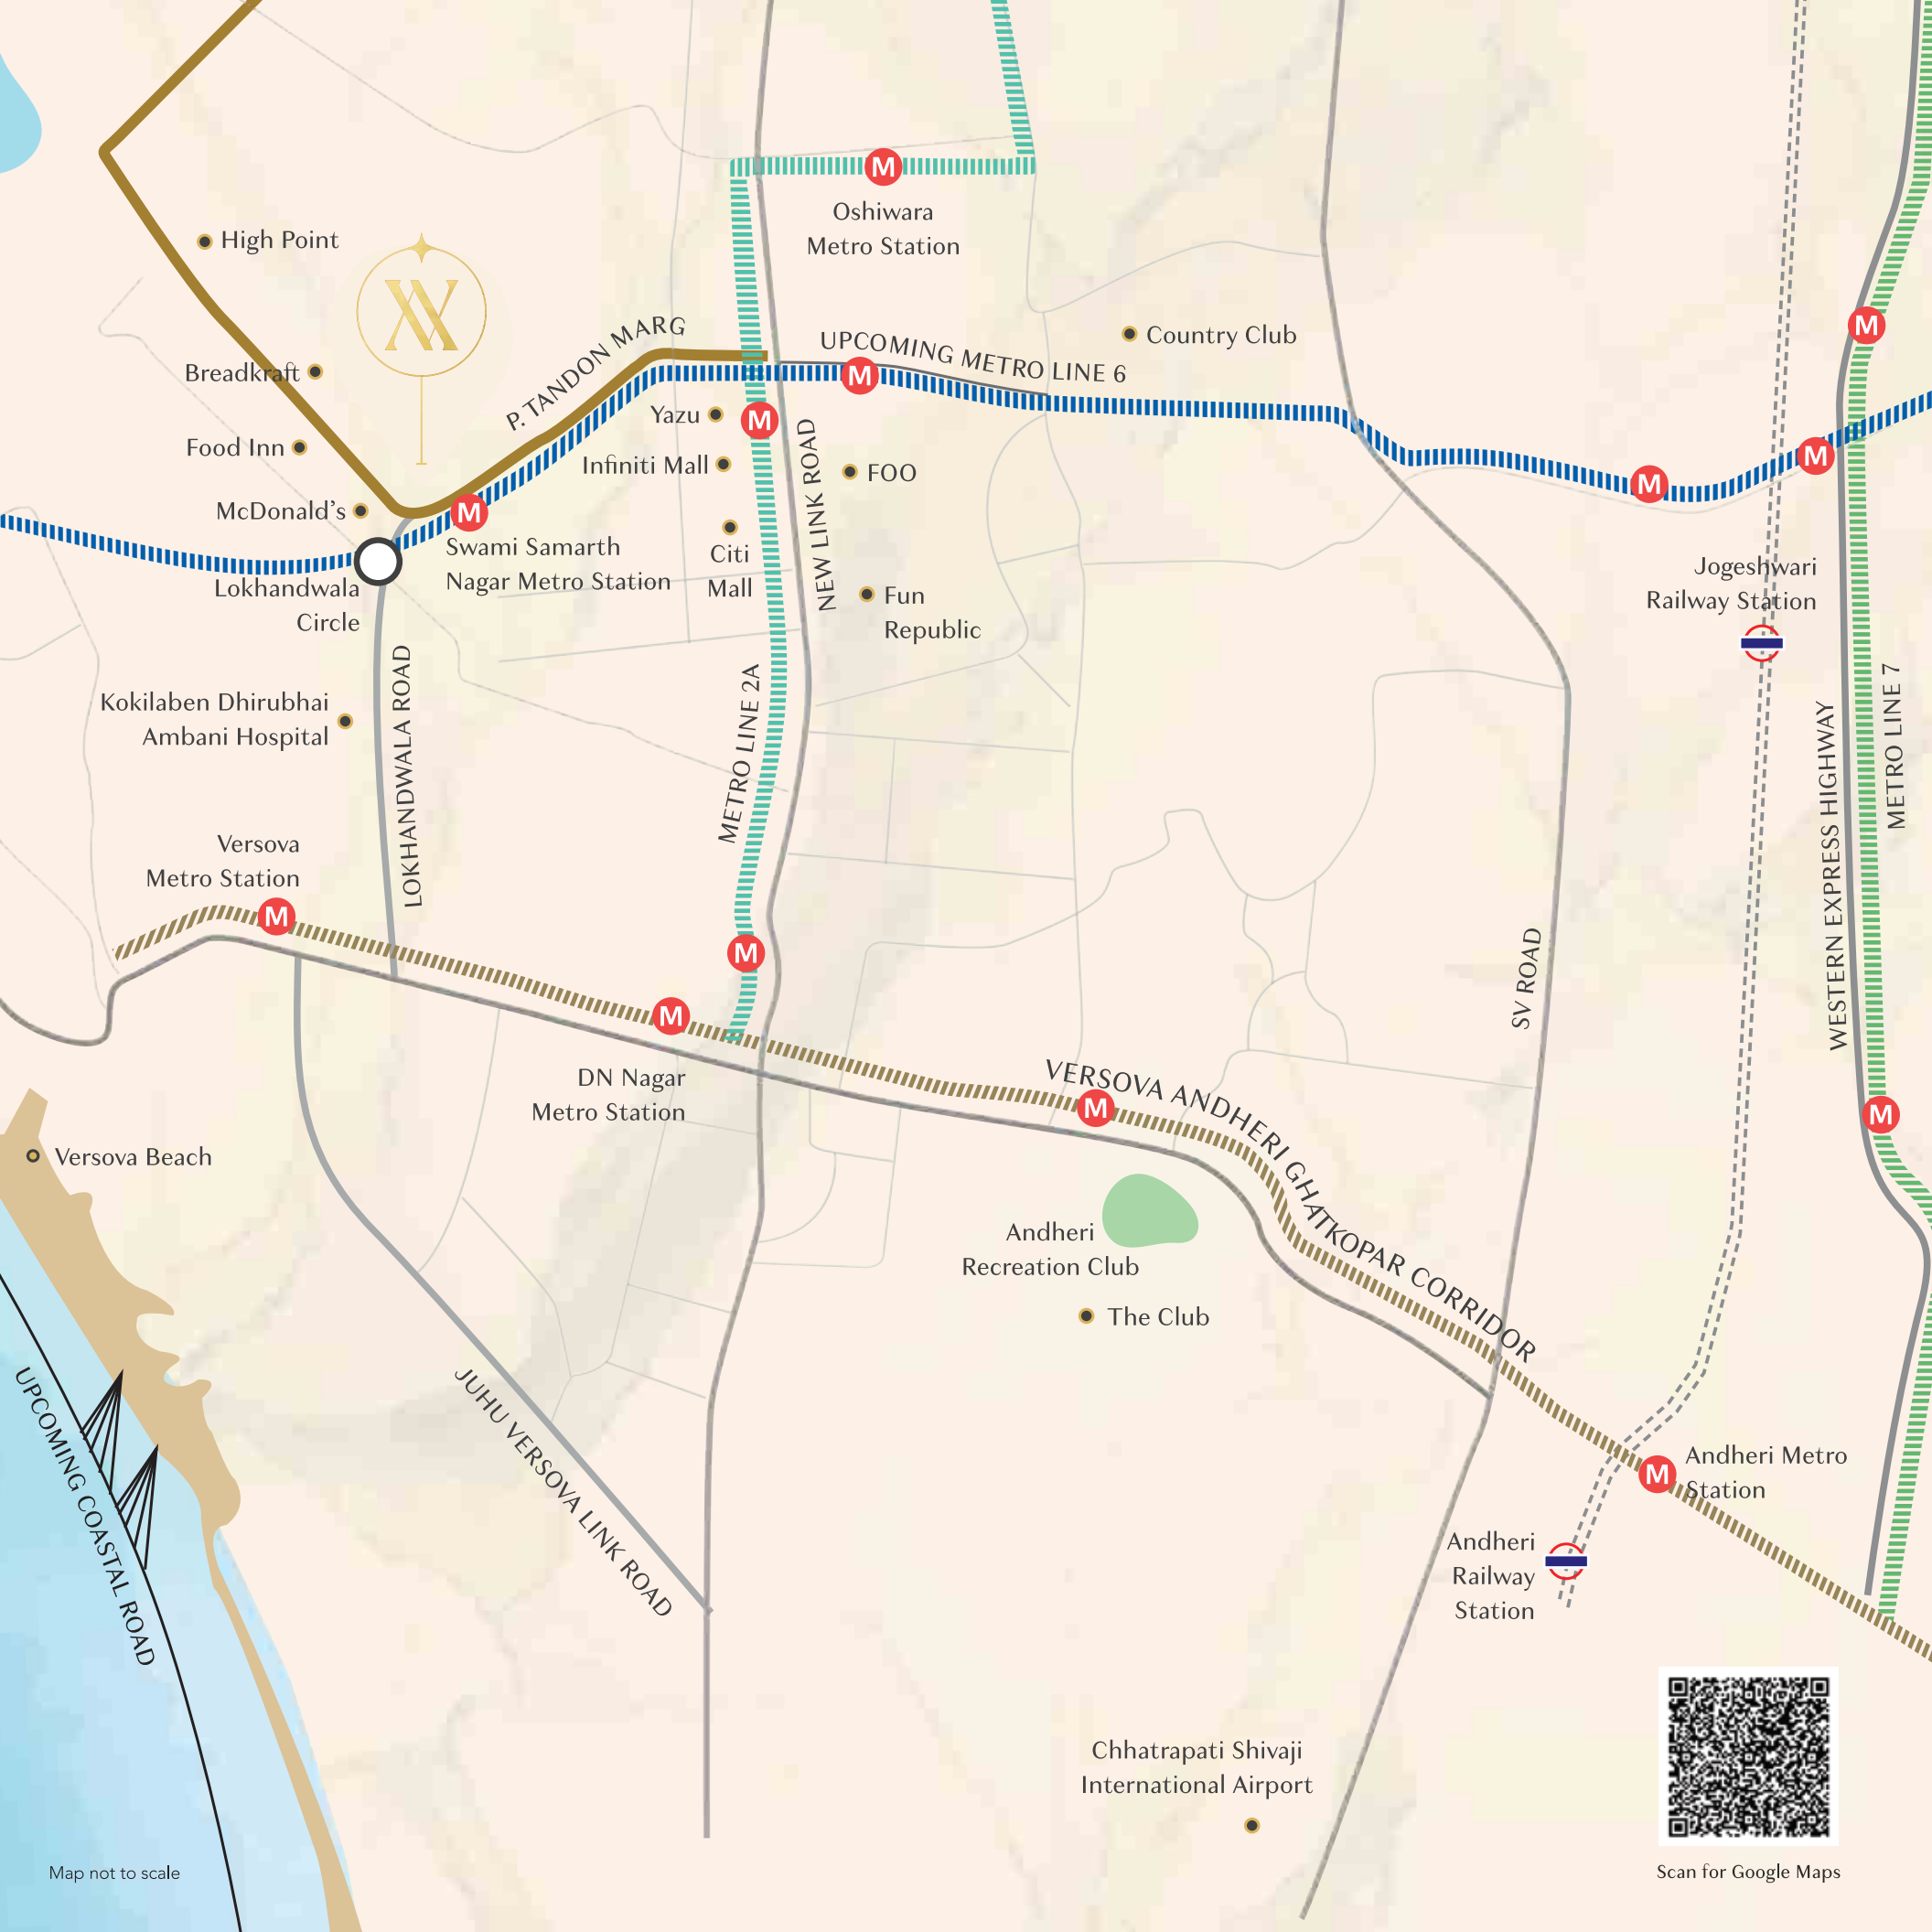 M
Oshiwara
Metro Station
High Point
XX
M
UPCOMING METRO LINE 6
Country Club
P. TANDON MARG
Breadkraft
M
Yazu
M
Food Inn
Infiniti Mall
FOO
NEW LINK ROAD
M
M
McDonald's
M
Swami Samarth
Nagar Metro Station
Citi
Mall
Lokhandwala
Circle
Fun
Republic
Jogeshwari
Railway Station
LOKHANDWALA ROAD
METRO LINE 2A
METRO LINE 7
WESTERN EXPRESS HIGHWAY
Kokilaben Dhirubhai
Ambani Hospital
Versova
Metro Station
M
M
SV ROAD
M
DN Nagar
Metro Station
VERSOVA ANDHERI GHATKOPAR CORRIDOR
M
M
Versova Beach
Andheri
Recreation Club
The Club
UPCOMING COASTAL ROAD
JUHU VERSOVA LINK ROAD
M
Andheri Metro
Station
Andheri
Railway
Station
Chhatrapati Shivaji
International Airport
Map not to scale
Scan for Google Maps